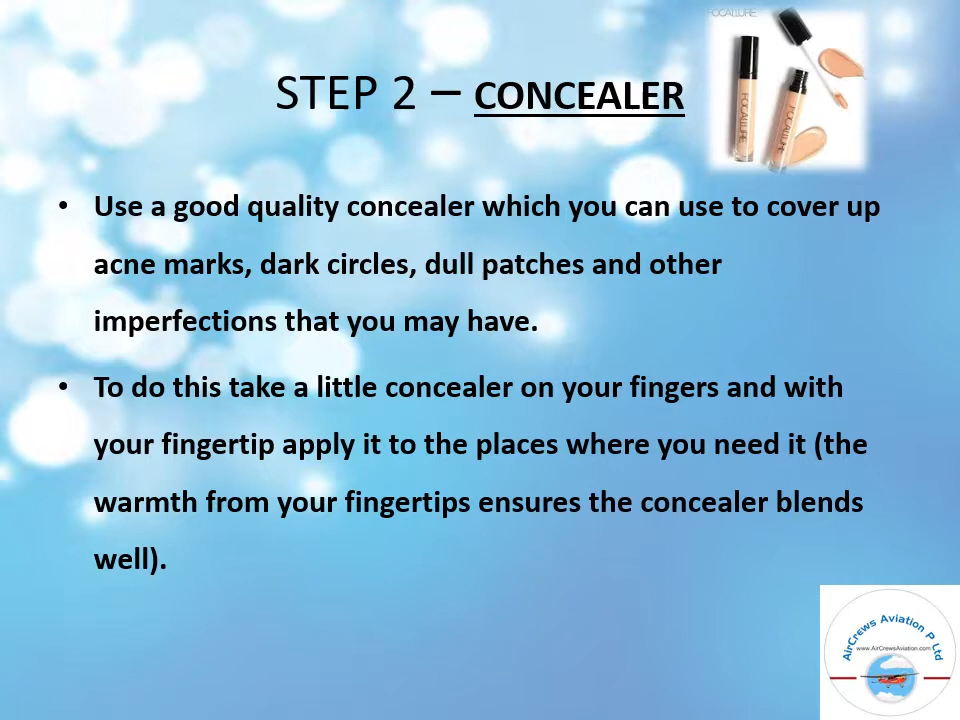 FOCALLURE
STEP 2 – CONCEALER
FOCALLURE
FOCALLURE
• Use a good quality concealer which you can use to cover up
acne marks, dark circles, dull patches and other
imperfections that you may have.
• To do this take a little concealer on your fingers and with
your fingertip apply it to the places where you need it (the
warmth from your fingertips ensures the concealer blends
well).
AirCrews Aviation P Ltd
www.AirCrewsAviation.com